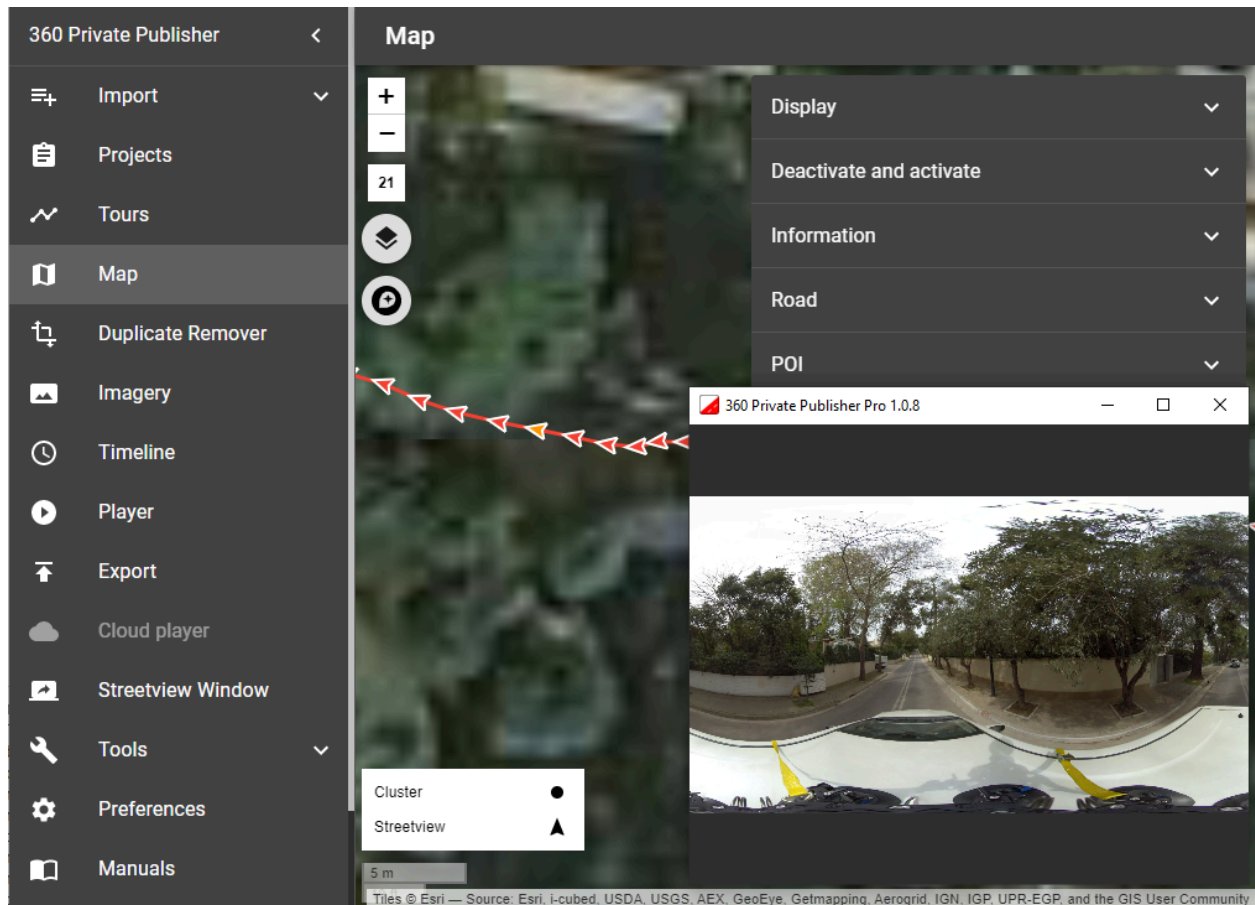 360 Private Publisher
Import
Projects
Tours
Map
Duplicate Remover
Imagery
Timeline
Player
Export
Cloud player
Streetview Window
Tools
Preferences
Manuals
Map
+
−
21
Display
Deactivate and activate
Information
Road
POI
360 Private Publisher Pro 1.0.8
Cluster
Streetview
5 m
Tiles © Esri — Source: Esri, i-cubed, USDA, USGS, AEX, GeoEye, Getmapping, Aerogrid, IGN, IGP, UPR-EGP, and the GIS User Community